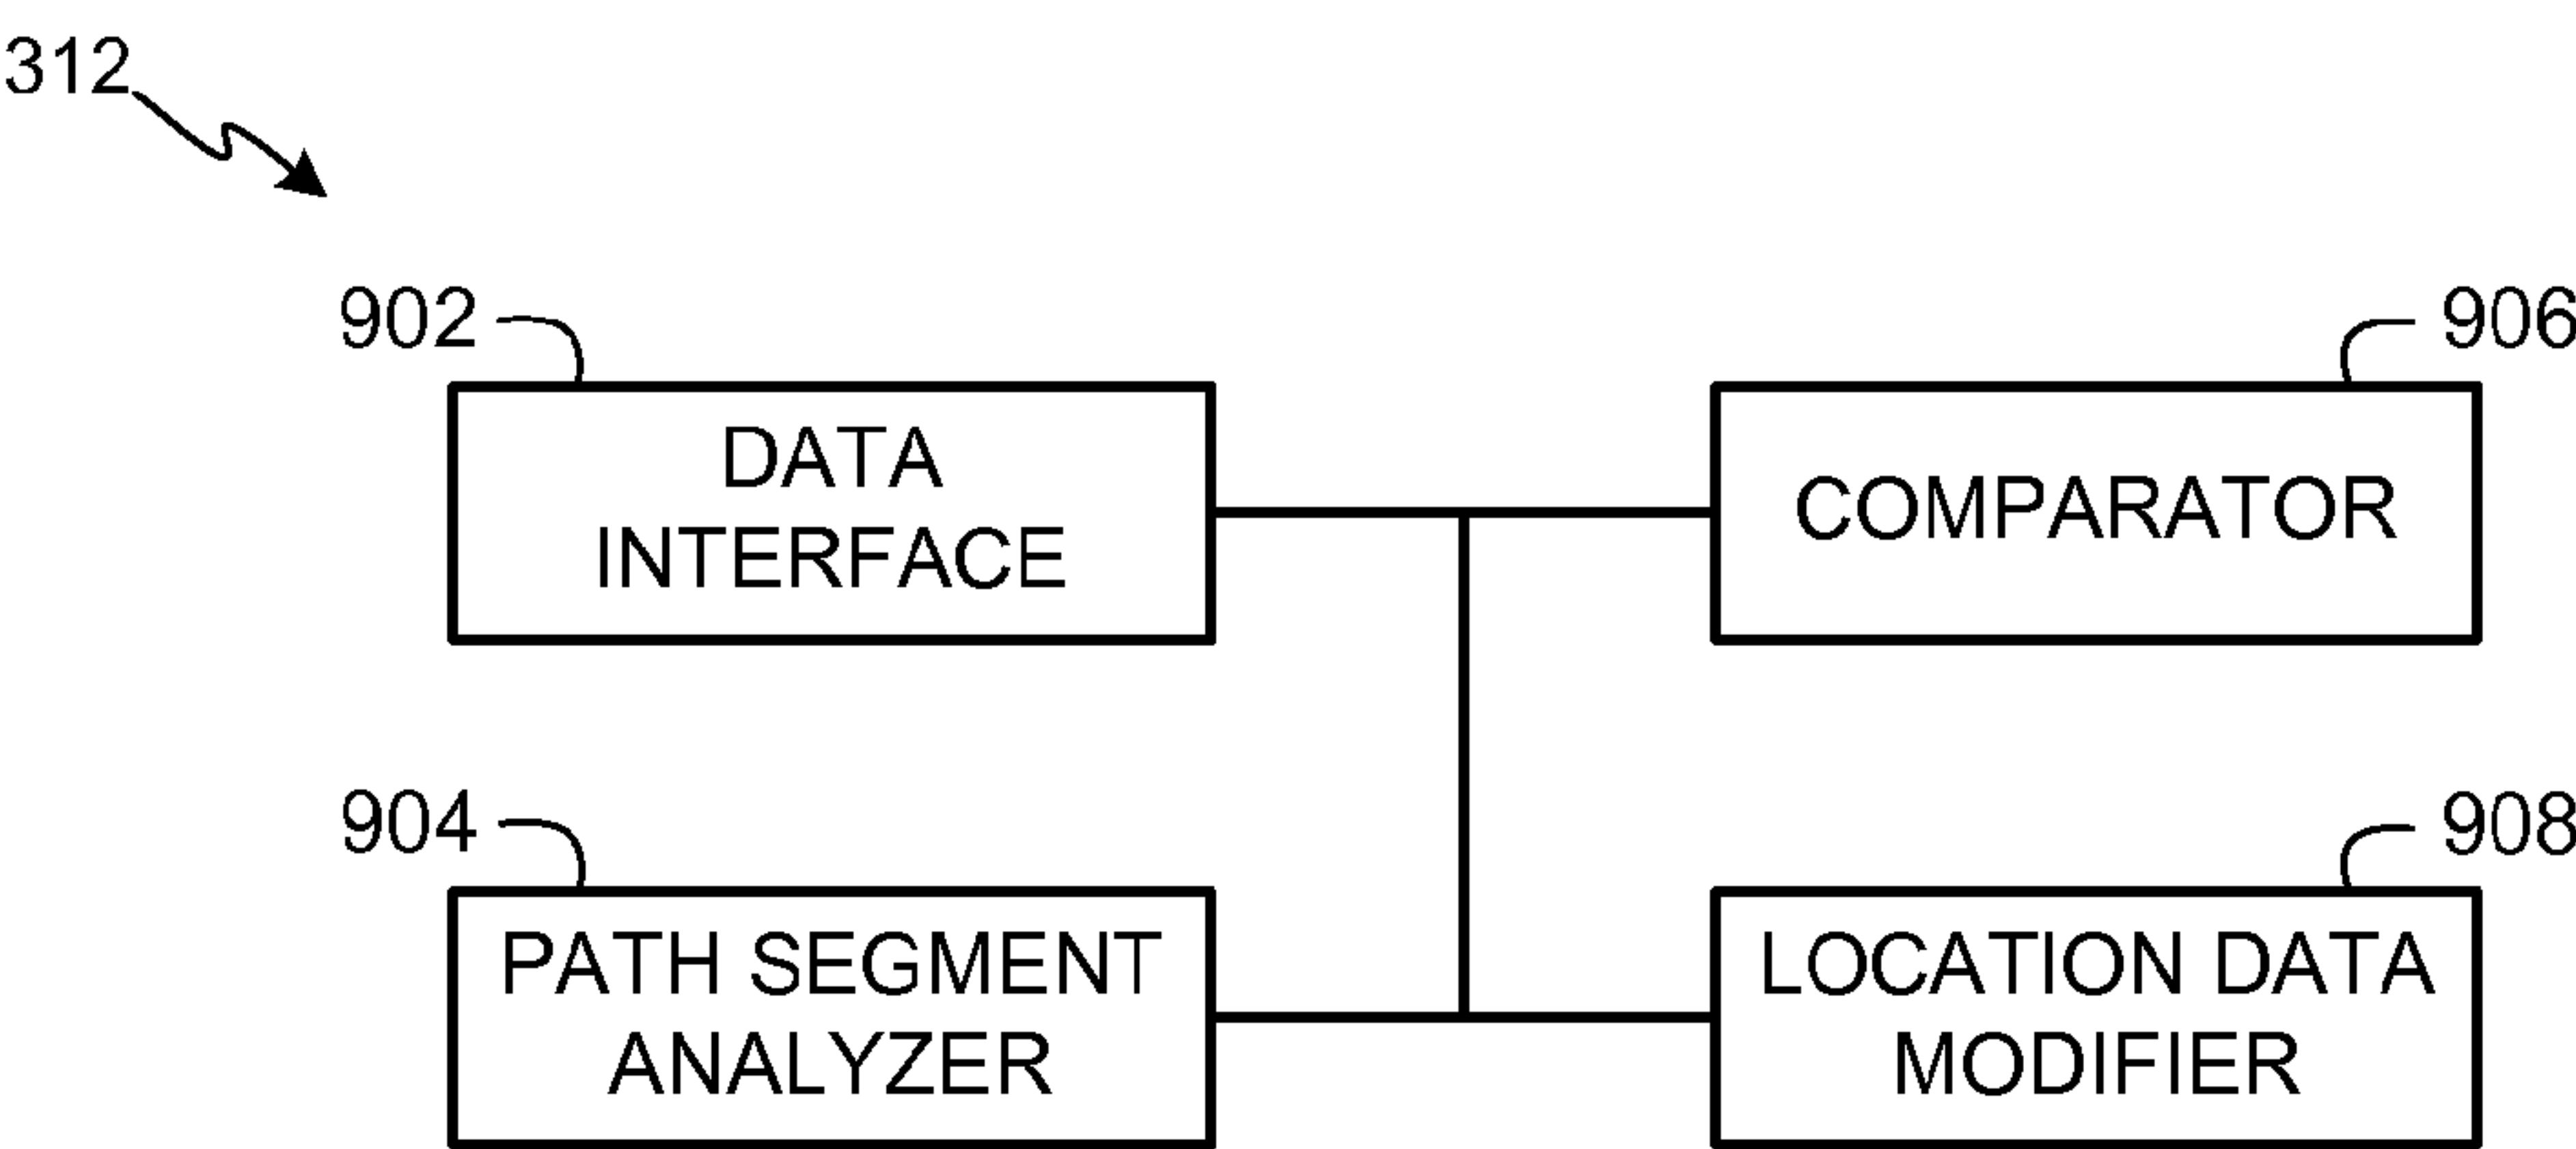 312
902
906
DATA
INTERFACE
COMPARATOR
904
908
PATH SEGMENT
ANALYZER
LOCATION DATA
MODIFIER